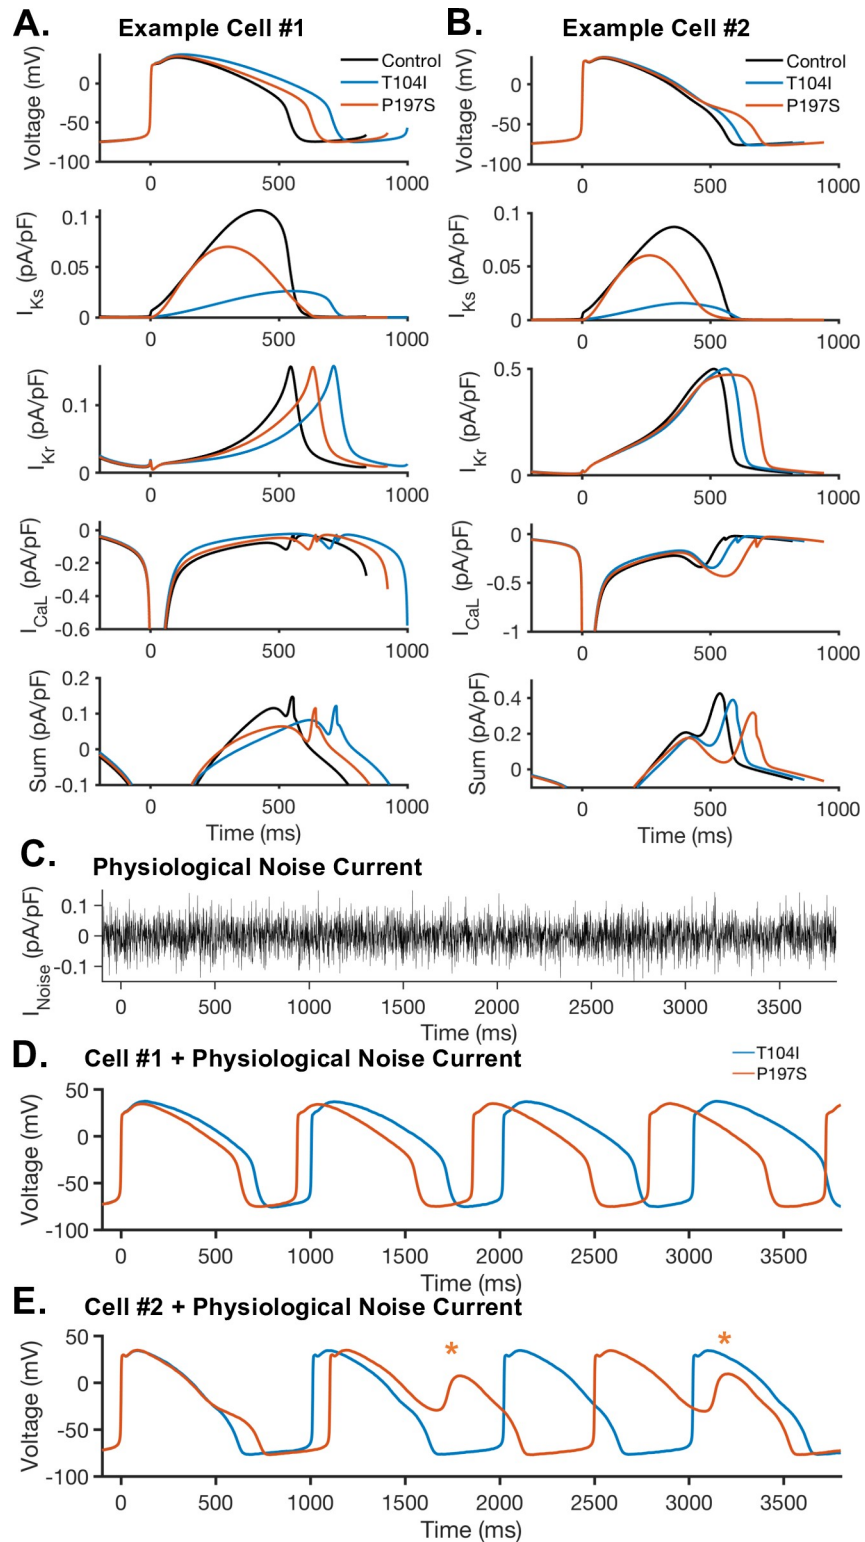 A.
Example Cell #1
Voltage (mV)
0
-50
-100
Control
T104I
P197S
0
500
1000
I_Ks (pA/pF)
0.1
0.05
0
0
500
1000
I_Kr (pA/pF)
0.1
0
0
500
1000
I_CaL (pA/pF)
0
-0.2
-0.4
-0.6
0
500
1000
Sum (pA/pF)
0.2
0.1
0
-0.1
0
500
1000
Time (ms)
B.
Example Cell #2
Voltage (mV)
0
-50
-100
Control
T104I
P197S
0
500
1000
I_Ks (pA/pF)
0.1
0.05
0
0
500
1000
I_Kr (pA/pF)
0.5
0
0
500
1000
I_CaL (pA/pF)
0
-0.5
-1
0
500
1000
Sum (pA/pF)
0.4
0.2
0
0
500
1000
Time (ms)
C.
Physiological Noise Current
I_Noise (pA/pF)
0.1
0
-0.1
0
500
1000
1500
2000
2500
3000
3500
Time (ms)
D.
Cell #1 + Physiological Noise Current
T104I
P197S
Voltage (mV)
50
0
-50
-100
0
500
1000
1500
2000
2500
3000
3500
Time (ms)
E.
Cell #2 + Physiological Noise Current
Voltage (mV)
50
0
-50
-100
*
*
0
500
1000
1500
2000
2500
3000
3500
Time (ms)